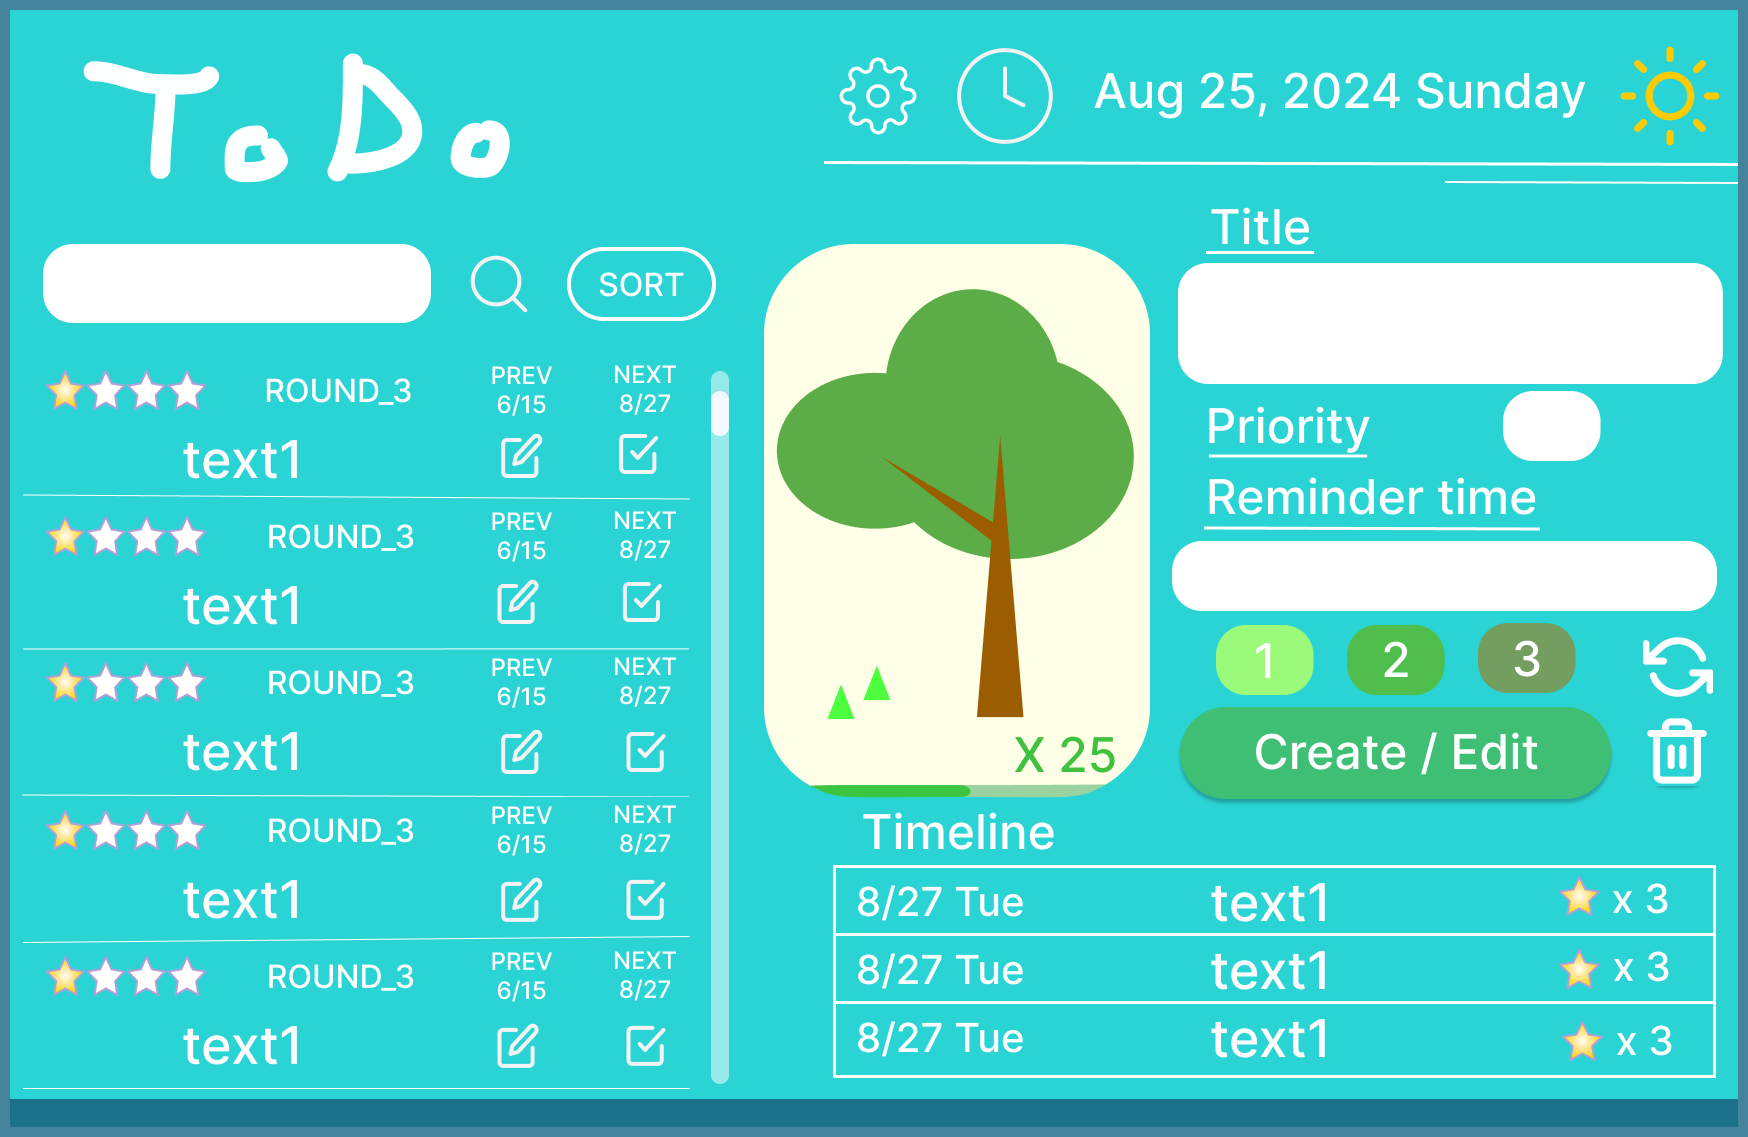 ToDo
Aug 25, 2024 Sunday
SORT
ROUND_3
PREV
6/15
NEXT
8/27
text1
ROUND_3
PREV
6/15
NEXT
8/27
text1
ROUND_3
PREV
6/15
NEXT
8/27
text1
ROUND_3
PREV
6/15
NEXT
8/27
text1
ROUND_3
PREV
6/15
NEXT
8/27
text1
X 25
Title
Priority
Reminder time
1 2 3
Create / Edit
Timeline
8/27 Tue text1 x 3
8/27 Tue text1 x 3
8/27 Tue text1 x 3